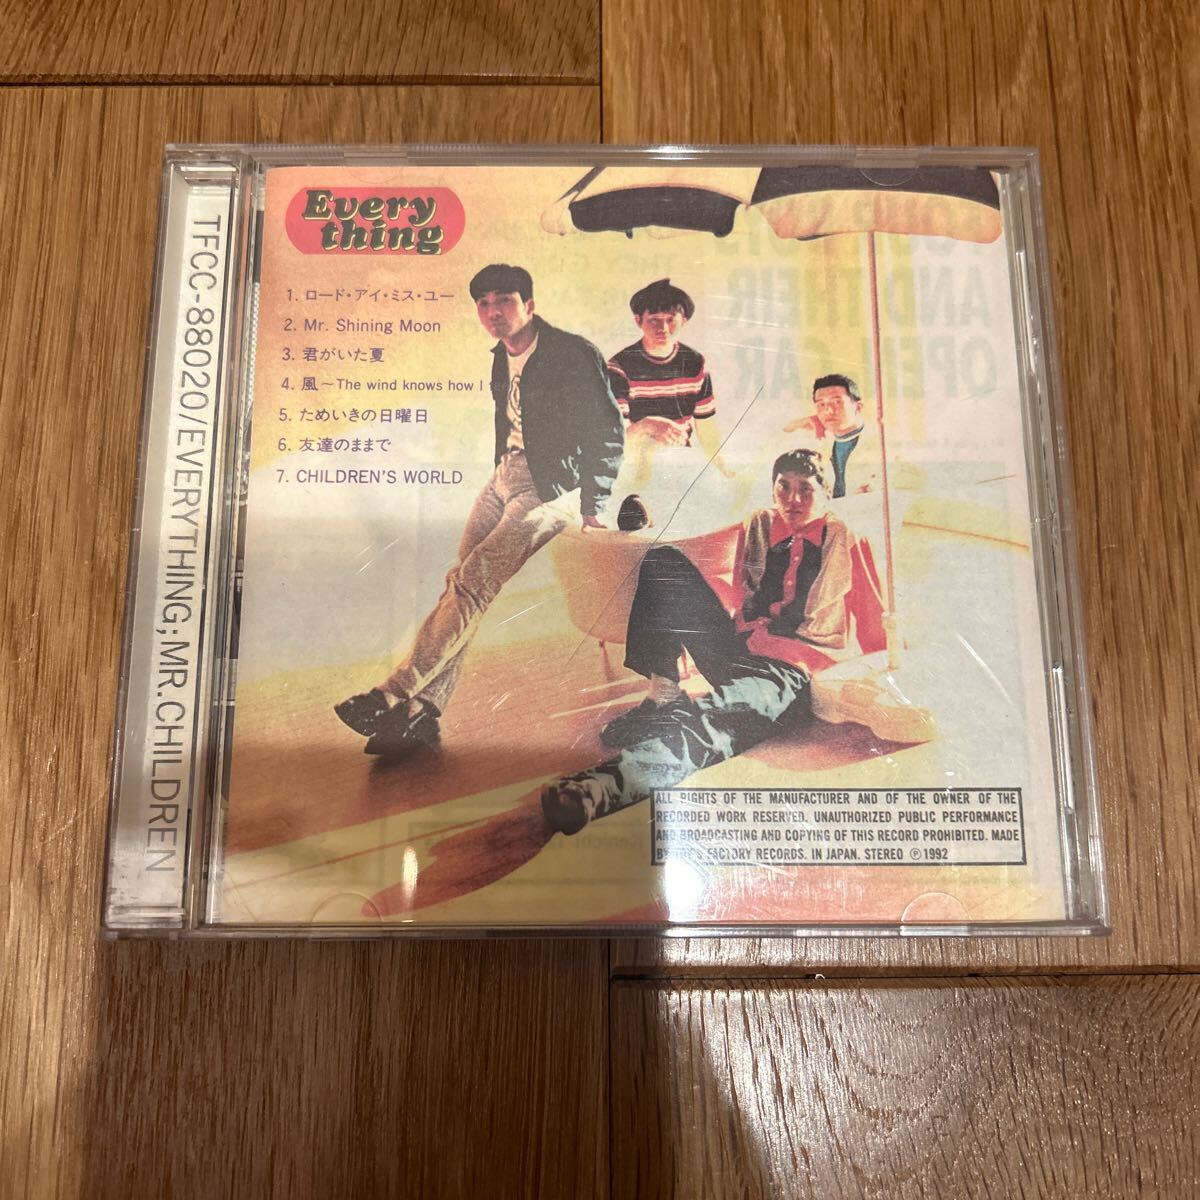 TFCC-88020/EVERYTHING;MR.CHILDREN
Every
thing
1. ロード・アイ・ミス・ユー
2. Mr. Shining Moon
3. 君がいた夏
4. 風〜The wind knows how I
5. ためいきの日曜日
6. 友達のままで
7. CHILDREN'S WORLD
AND THEIR
OPEN CAR
ALL RIGHTS OF THE MANUFACTURER AND OF THE OWNER OF THE
RECORDED WORK RESERVED. UNAUTHORIZED PUBLIC PERFORMANCE
AND BROADCASTING AND COPYING OF THIS RECORD PROHIBITED. MADE
BY FACTORY RECORDS. IN JAPAN. STEREO Ⓟ 1992